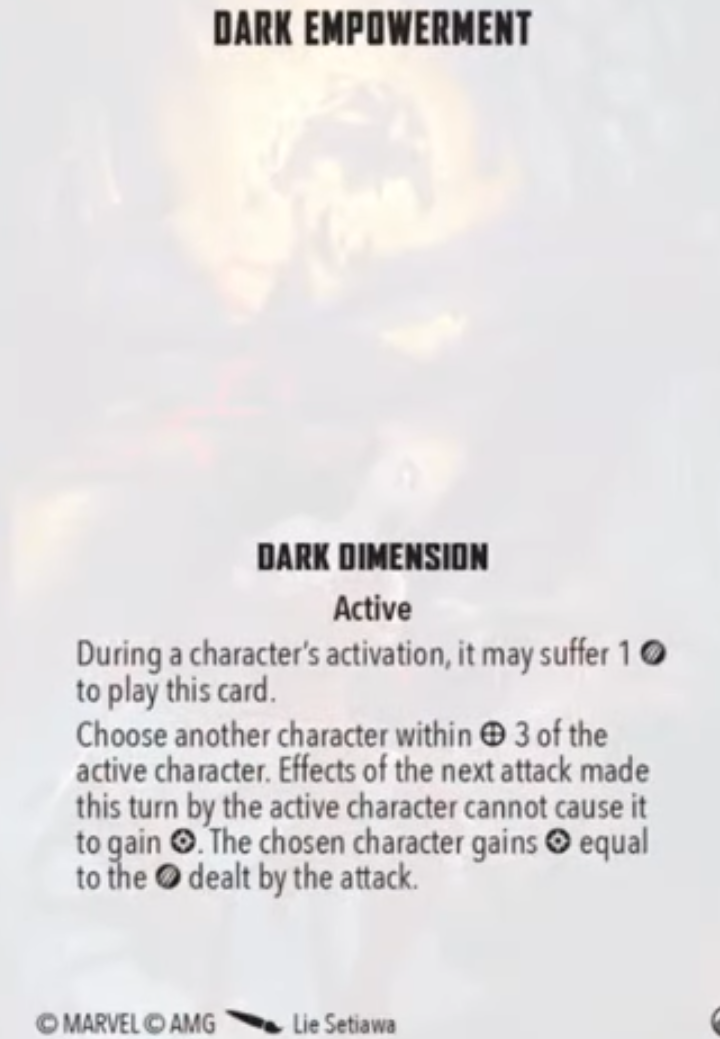 DARK EMPOWERMENT
DARK DIMENSION
Active
During a character's activation, it may suffer 1
to play this card.
Choose another character within 3 of the
active character. Effects of the next attack made
this turn by the active character cannot cause it
to gain . The chosen character gains equal
to the dealt by the attack.
© MARVEL © AMG Lie Setiawa